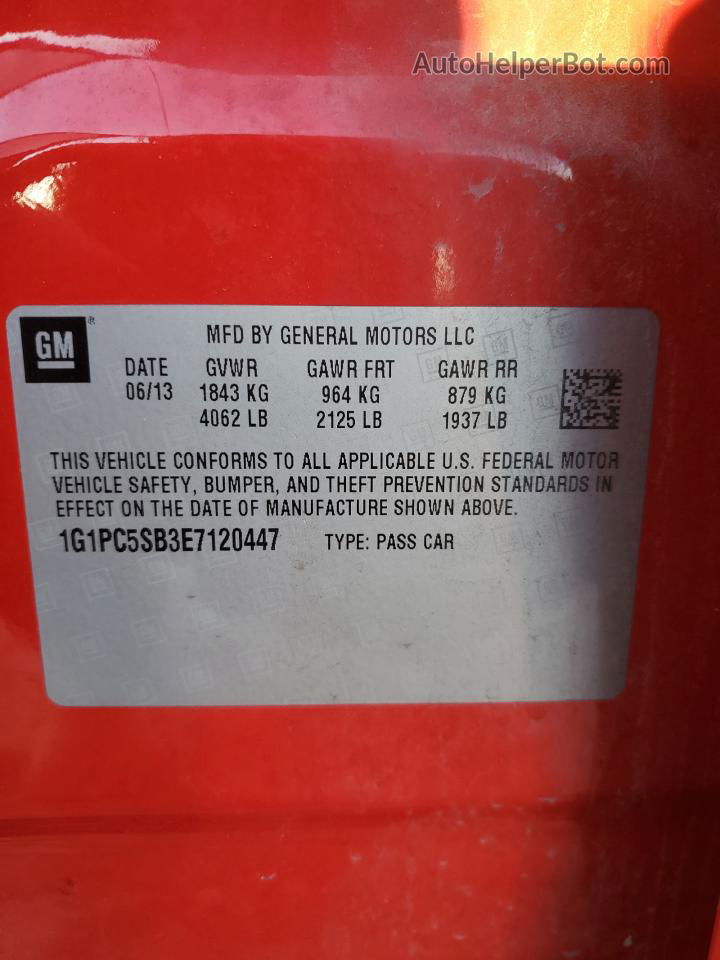 AutoHelperBot.com
GM®
MFD BY GENERAL MOTORS LLC
DATE GVWR GAWR FRT GAWR RR
06/13 1843 KG 964 KG 879 KG
4062 LB 2125 LB 1937 LB
THIS VEHICLE CONFORMS TO ALL APPLICABLE U.S. FEDERAL MOTOR
VEHICLE SAFETY, BUMPER, AND THEFT PREVENTION STANDARDS IN
EFFECT ON THE DATE OF MANUFACTURE SHOWN ABOVE.
1G1PC5SB3E7120447 TYPE: PASS CAR